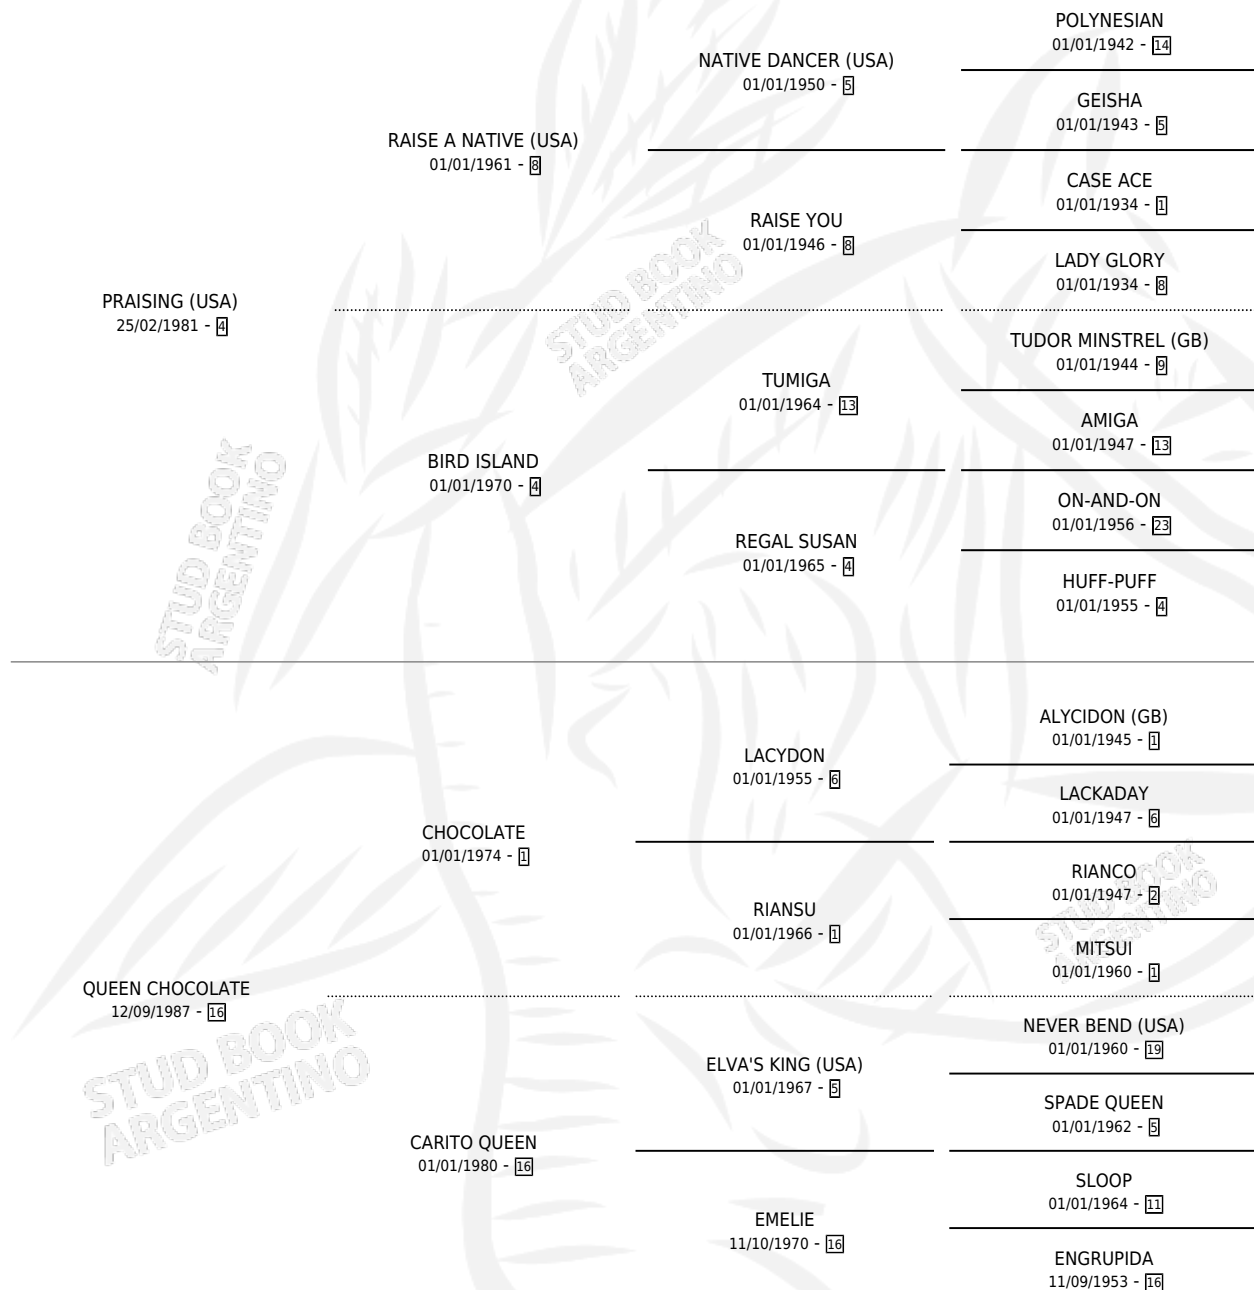 POLYNESIAN
01/01/1942 - 14
NATIVE DANCER (USA)
01/01/1950 - 5
GEISHA
01/01/1943 - 5
RAISE A NATIVE (USA)
01/01/1961 - 8
CASE ACE
01/01/1934 - 1
RAISE YOU
01/01/1946 - 8
LADY GLORY
01/01/1934 - 8
PRAISING (USA)
25/02/1981 - 4
TUDOR MINSTREL (GB)
01/01/1944 - 9
TUMIGA
01/01/1964 - 13
AMIGA
01/01/1947 - 13
BIRD ISLAND
01/01/1970 - 4
ON-AND-ON
01/01/1956 - 23
REGAL SUSAN
01/01/1965 - 4
HUFF-PUFF
01/01/1955 - 4
ALYCIDON (GB)
01/01/1945 - 1
LACYDON
01/01/1955 - 6
LACKADAY
01/01/1947 - 6
CHOCOLATE
01/01/1974 - 1
RIANCO
01/01/1947 - 2
RIANSU
01/01/1966 - 1
MITSUI
01/01/1960 - 1
QUEEN CHOCOLATE
12/09/1987 - 16
NEVER BEND (USA)
01/01/1960 - 19
ELVA'S KING (USA)
01/01/1967 - 5
SPADE QUEEN
01/01/1962 - 5
CARITO QUEEN
01/01/1980 - 16
SLOOP
01/01/1964 - 11
EMELIE
11/10/1970 - 16
ENGRUPIDA
11/09/1953 - 16
STUD BOOK
ARGENTINO
STUD BOOK
ARGENTINO
STUD BOOK
ARGENTINO
STUD BOOK
ARGENTINO